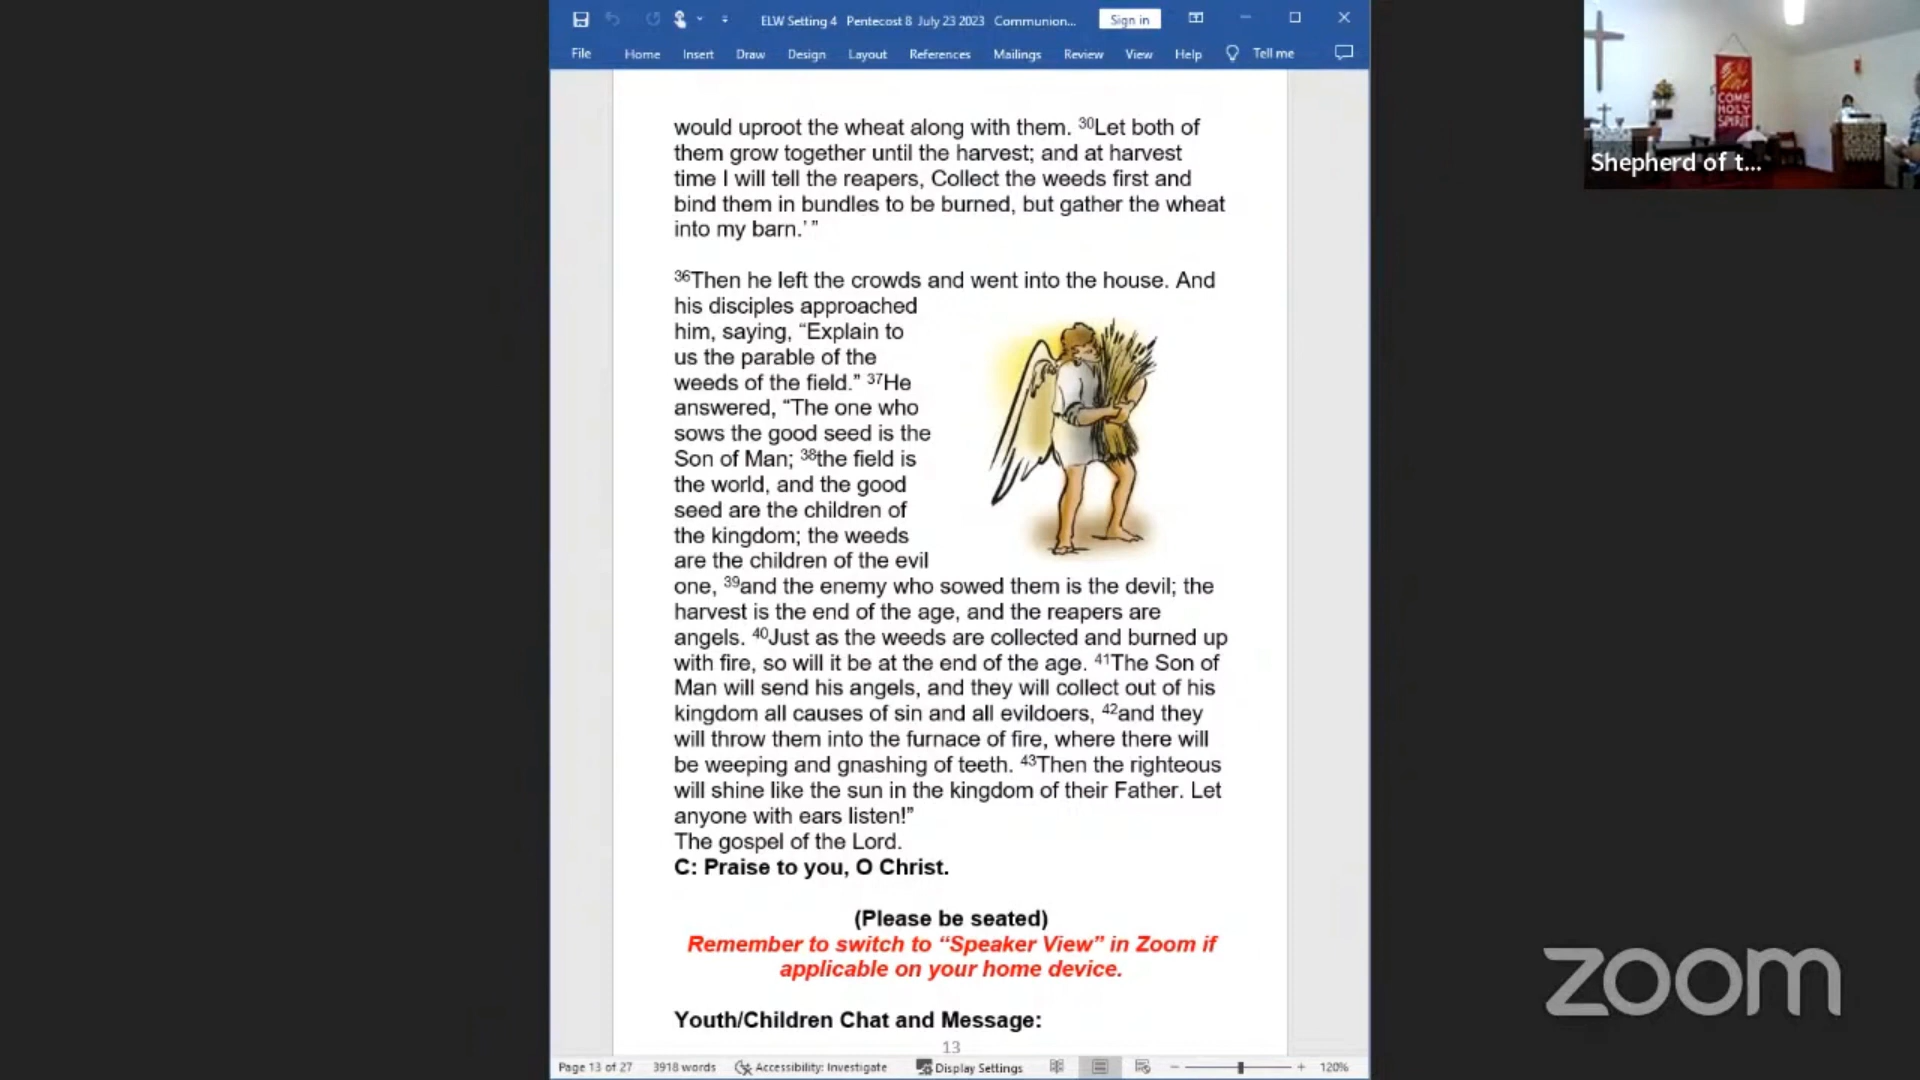 ELW Setting 4 Pentecost 8 July 23 2023 Communion...
Sign in
File Home Insert Draw Design Layout References Mailings Review View Help Tell me
COME
HOLY
SPIRIT
Shepherd of t...
would uproot the wheat along with them. 30Let both of
them grow together until the harvest; and at harvest
time I will tell the reapers, Collect the weeds first and
bind them in bundles to be burned, but gather the wheat
into my barn.’ ”
36Then he left the crowds and went into the house. And
his disciples approached
him, saying, “Explain to
us the parable of the
weeds of the field.” 37He
answered, “The one who
sows the good seed is the
Son of Man; 38the field is
the world, and the good
seed are the children of
the kingdom; the weeds
are the children of the evil
one, 39and the enemy who sowed them is the devil; the
harvest is the end of the age, and the reapers are
angels. 40Just as the weeds are collected and burned up
with fire, so will it be at the end of the age. 41The Son of
Man will send his angels, and they will collect out of his
kingdom all causes of sin and all evildoers, 42and they
will throw them into the furnace of fire, where there will
be weeping and gnashing of teeth. 43Then the righteous
will shine like the sun in the kingdom of their Father. Let
anyone with ears listen!”
The gospel of the Lord.
C: Praise to you, O Christ.
(Please be seated)
Remember to switch to “Speaker View” in Zoom if
applicable on your home device.
Youth/Children Chat and Message:
13
Page 13 of 27 3918 words Accessibility: Investigate Display Settings 120%
zoom